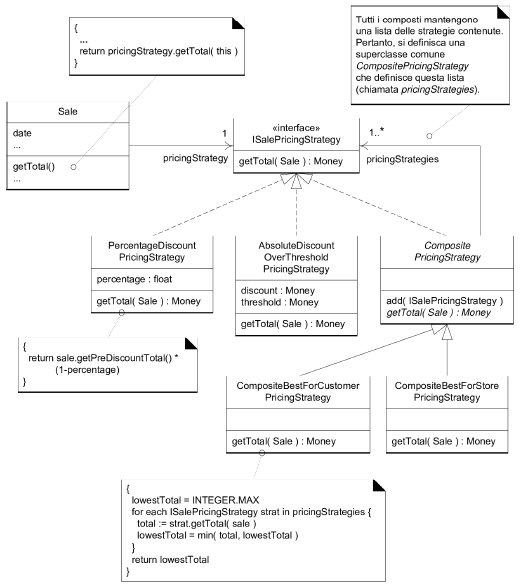 {
...
return pricingStrategy.getTotal( this )
}
Tutti i composti mantengono
una lista delle strategie contenute.
Pertanto, si definisca una
superclasse comune
CompositePricingStrategy
che definisce questa lista
(chiamata pricingStrategies).
Sale
date
...
getTotal()
...
1
pricingStrategy
«interface»
ISalePricingStrategy
getTotal( Sale ) : Money
1..*
pricingStrategies
PercentageDiscount
PricingStrategy
percentage : float
getTotal( Sale ) : Money
AbsoluteDiscount
OverThreshold
PricingStrategy
discount : Money
threshold : Money
getTotal( Sale ) : Money
Composite
PricingStrategy
add( ISalePricingStrategy )
getTotal( Sale ) : Money
{
return sale.getPreDiscountTotal() *
(1-percentage)
}
CompositeBestForCustomer
PricingStrategy
getTotal( Sale ) : Money
CompositeBestForStore
PricingStrategy
getTotal( Sale ) : Money
{
lowestTotal = INTEGER.MAX
for each ISalePricingStrategy strat in pricingStrategies {
total := strat.getTotal( sale )
lowestTotal = min( total, lowestTotal )
}
return lowestTotal
}